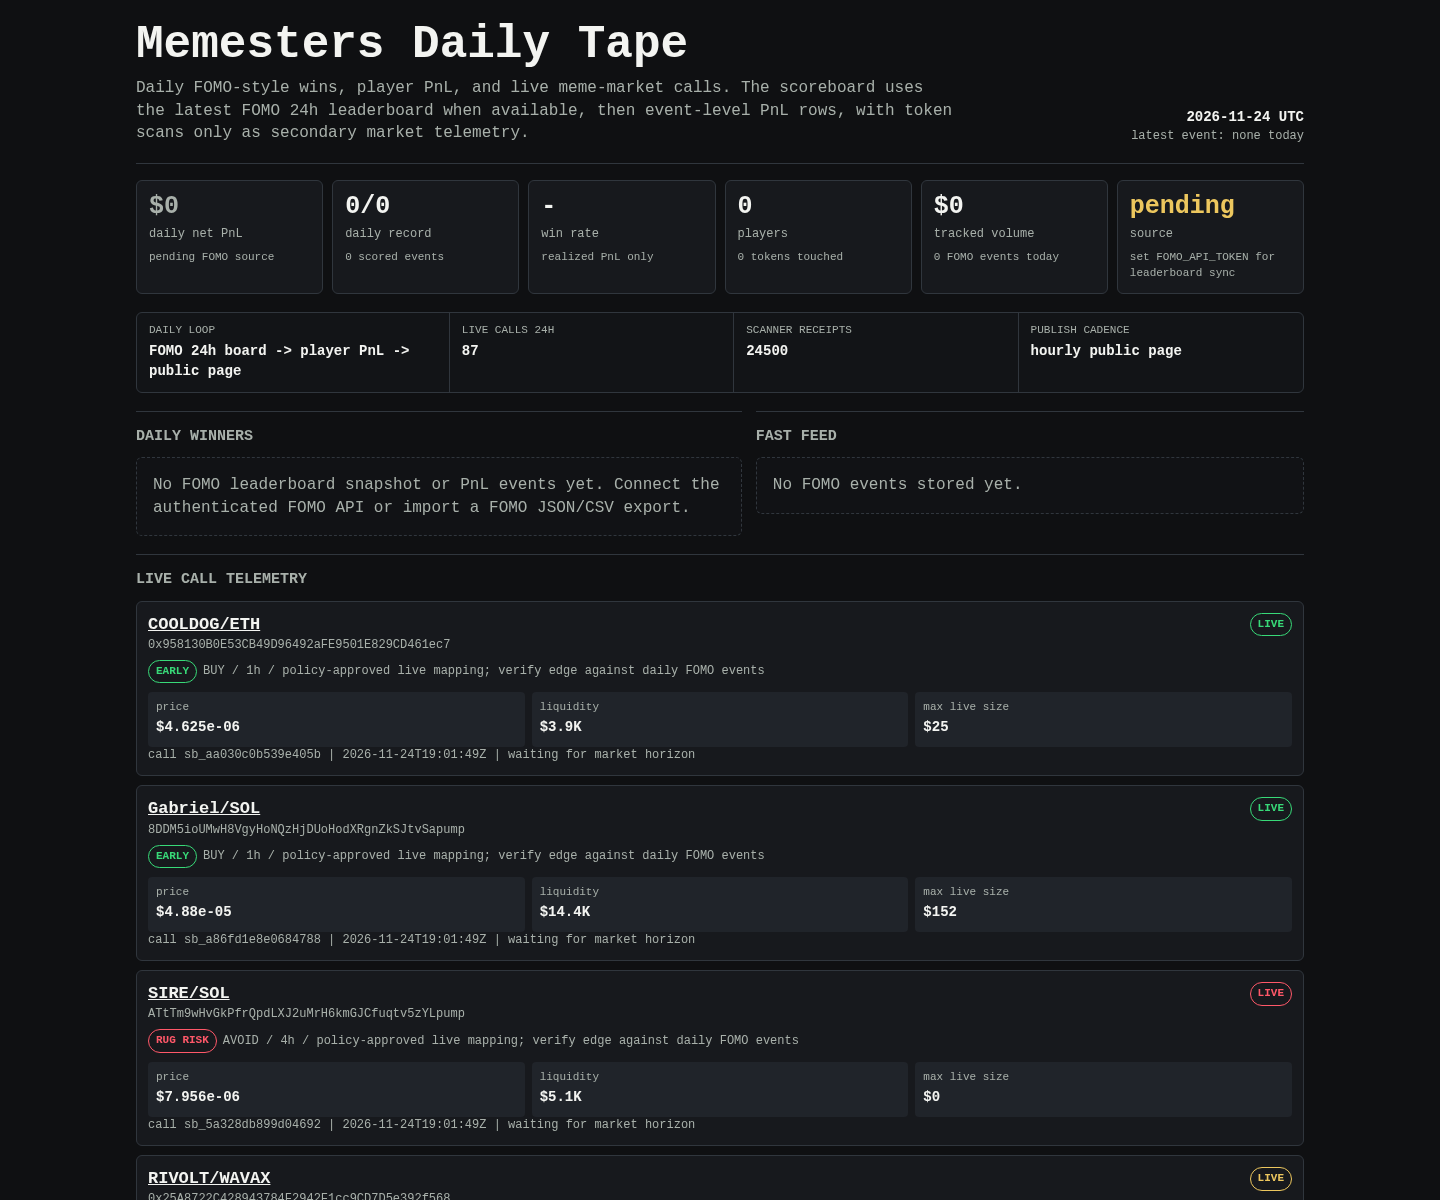 Memesters Daily Tape
Daily FOMO-style wins, player PnL, and live meme-market calls. The scoreboard uses
the latest FOMO 24h leaderboard when available, then event-level PnL rows, with token
scans only as secondary market telemetry.
2026-11-24 UTC
latest event: none today
$0
daily net PnL
pending FOMO source
0/0
daily record
0 scored events
-
win rate
realized PnL only
0
players
0 tokens touched
$0
tracked volume
0 FOMO events today
pending
source
set FOMO_API_TOKEN for
leaderboard sync
DAILY LOOP
FOMO 24h board -> player PnL ->
public page
LIVE CALLS 24H
87
SCANNER RECEIPTS
24500
PUBLISH CADENCE
hourly public page
DAILY WINNERS
No FOMO leaderboard snapshot or PnL events yet. Connect the
authenticated FOMO API or import a FOMO JSON/CSV export.
FAST FEED
No FOMO events stored yet.
LIVE CALL TELEMETRY
COOLDOG/ETH
LIVE
0x958130B0E53CB49D96492aFE9501E829CD461ec7
EARLY BUY / 1h / policy-approved live mapping; verify edge against daily FOMO events
price
$4.625e-06
liquidity
$3.9K
max live size
$25
call sb_aa030c0b539e405b | 2026-11-24T19:01:49Z | waiting for market horizon
Gabriel/SOL
LIVE
8DDM5ioUMwH8VgyHoNQzHjDUoHodXRgnZkSJtvSapump
EARLY BUY / 1h / policy-approved live mapping; verify edge against daily FOMO events
price
$4.88e-05
liquidity
$14.4K
max live size
$152
call sb_a86fd1e8e0684788 | 2026-11-24T19:01:49Z | waiting for market horizon
SIRE/SOL
LIVE
ATtTm9wHvGkPfrQpdLXJ2uMrH6kmGJCfuqtv5zYLpump
RUG RISK AVOID / 4h / policy-approved live mapping; verify edge against daily FOMO events
price
$7.956e-06
liquidity
$5.1K
max live size
$0
call sb_5a328db899d04692 | 2026-11-24T19:01:49Z | waiting for market horizon
RIVOLT/WAVAX
LIVE
0x25A8722C428943784F2942F1cc9CD7D5e392f568